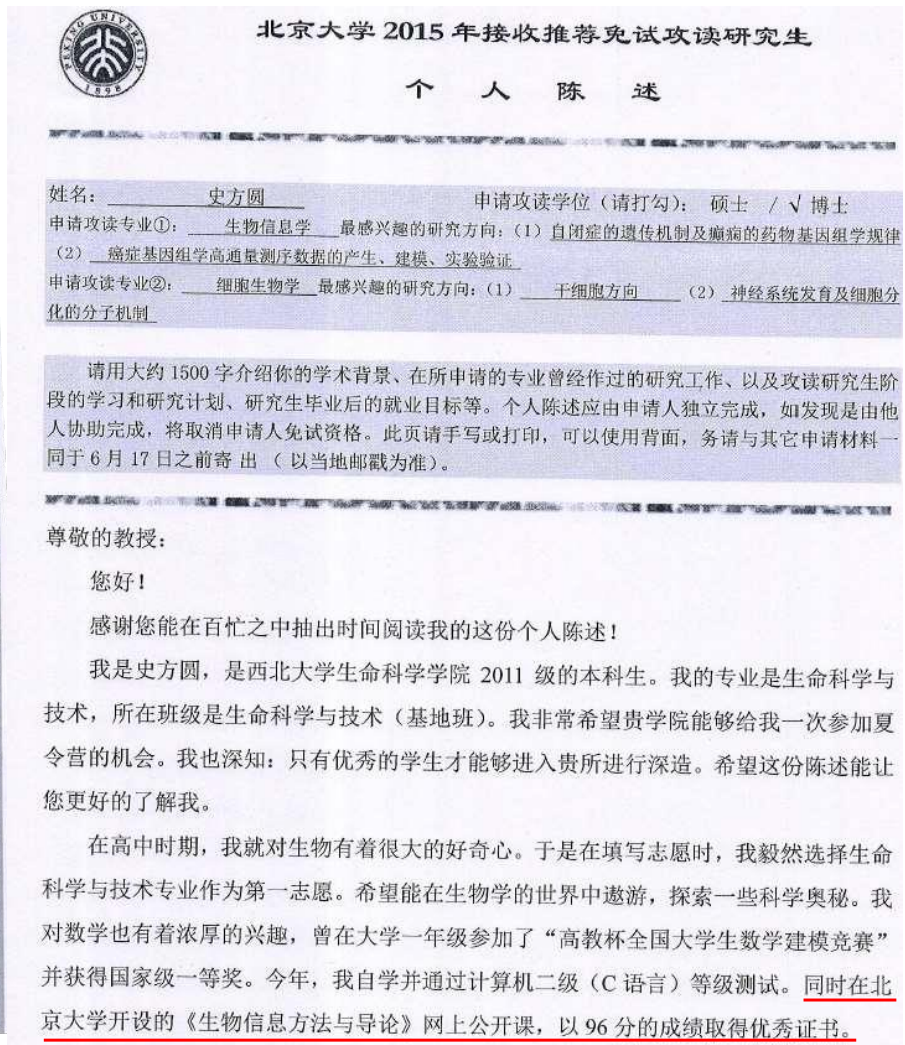 PEKING UNIVERSITY
1898
北京大学 2015 年接收推荐免试攻读研究生
个 人 陈 述
姓名: 史方圆 申请攻读学位(请打勾): 硕士 / √ 博士
申请攻读专业①: 生物信息学 最感兴趣的研究方向:(1) 自闭症的遗传机制及癫痫的药物基因组学规律
(2) 癌症基因组学高通量测序数据的产生、建模、实验验证
申请攻读专业②: 细胞生物学 最感兴趣的研究方向:(1) 干细胞方向 (2) 神经系统发育及细胞分
化的分子机制
请用大约 1500 字介绍你的学术背景、在所申请的专业曾经作过的研究工作、以及攻读研究生阶
段的学习和研究计划、研究生毕业后的就业目标等。个人陈述应由申请人独立完成，如发现是由他
人协助完成，将取消申请人免试资格。此页请手写或打印，可以使用背面，务请与其它申请材料一
同于 6 月 17 日之前寄 出 ( 以当地邮戳为准)。
尊敬的教授:
您好!
感谢您能在百忙之中抽出时间阅读我的这份个人陈述!
我是史方圆，是西北大学生命科学学院 2011 级的本科生。我的专业是生命科学与
技术，所在班级是生命科学与技术（基地班）。我非常希望贵学院能够给我一次参加夏
令营的机会。我也深知：只有优秀的学生才能够进入贵所进行深造。希望这份陈述能让
您更好的了解我。
在高中时期，我就对生物有着很大的好奇心。于是在填写志愿时，我毅然选择生命
科学与技术专业作为第一志愿。希望能在生物学的世界中遨游，探索一些科学奥秘。我
对数学也有着浓厚的兴趣，曾在大学一年级参加了“高教杯全国大学生数学建模竞赛”
并获得国家级一等奖。今年，我自学并通过计算机二级（C 语言）等级测试。同时在北
京大学开设的《生物信息方法与导论》网上公开课，以 96 分的成绩取得优秀证书。